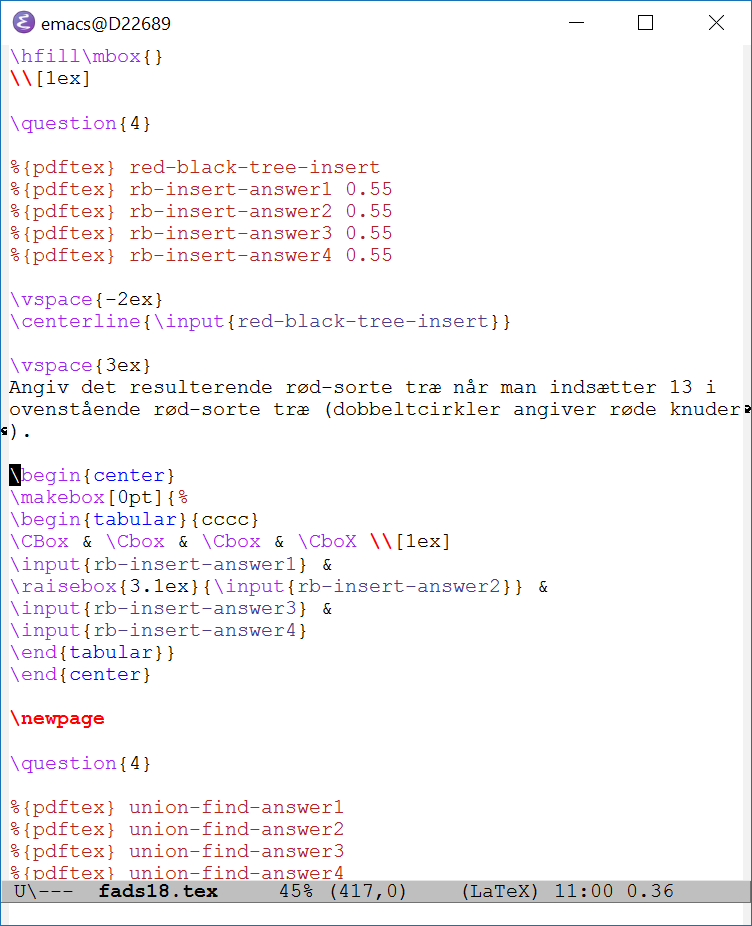 emacs@D22689
\hfill\mbox{}
\\[1ex]
\question{4}
%{pdftex} red-black-tree-insert
%{pdftex} rb-insert-answer1 0.55
%{pdftex} rb-insert-answer2 0.55
%{pdftex} rb-insert-answer3 0.55
%{pdftex} rb-insert-answer4 0.55
\vspace{-2ex}
\centerline{\input{red-black-tree-insert}}
\vspace{3ex}
Angiv det resulterende rød-sorte træ når man indsætter 13 i
ovenstående rød-sorte træ (dobbeltcirkler angiver røde knuder
).
\begin{center}
\makebox[0pt]{%
\begin{tabular}{cccc}
\CBox & \Cbox & \Cbox & \CboX \\[1ex]
\input{rb-insert-answer1} &
\raisebox{3.1ex}{\input{rb-insert-answer2}} &
\input{rb-insert-answer3} &
\input{rb-insert-answer4}
\end{tabular}}
\end{center}
\newpage
\question{4}
%{pdftex} union-find-answer1
%{pdftex} union-find-answer2
%{pdftex} union-find-answer3
%{pdftex} union-find-answer4
U\--- fads18.tex 45% (417,0) (LaTeX) 11:00 0.36